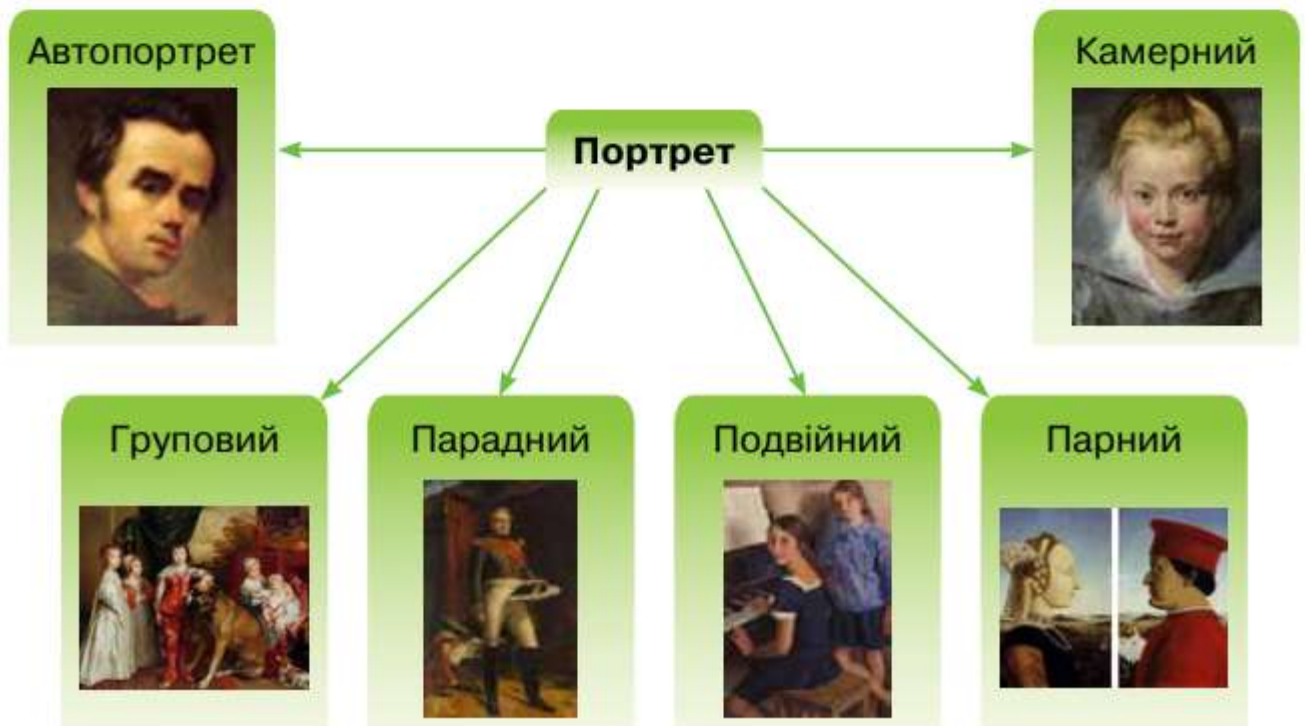 Автопортрет
Камерний
Портрет
Груповий
Парадний
Подвійний
Парний